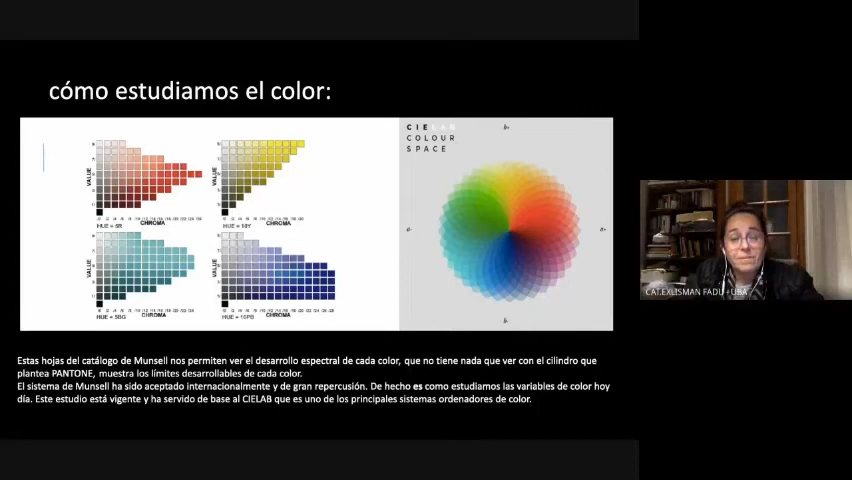 cómo estudiamos el color:
CIELAB
COLOUR
SPACE
b+
a-
a+
b-
VALUE
CHROMA
HUE = 5R
VALUE
CHROMA
HUE = 10Y
VALUE
CHROMA
HUE = 5BG
VALUE
CHROMA
HUE = 10PB
CAT.EXLISMAN FADU - UBA
Estas hojas del catálogo de Munsell nos permiten ver el desarrollo espectral de cada color, que no tiene nada que ver con el cilindro que
plantea PANTONE, muestra los límites desarrollables de cada color.
El sistema de Munsell ha sido aceptado internacionalmente y de gran repercusión. De hecho es como estudiamos las variables de color hoy
día. Este estudio está vigente y ha servido de base al CIELAB que es uno de los principales sistemas ordenadores de color.